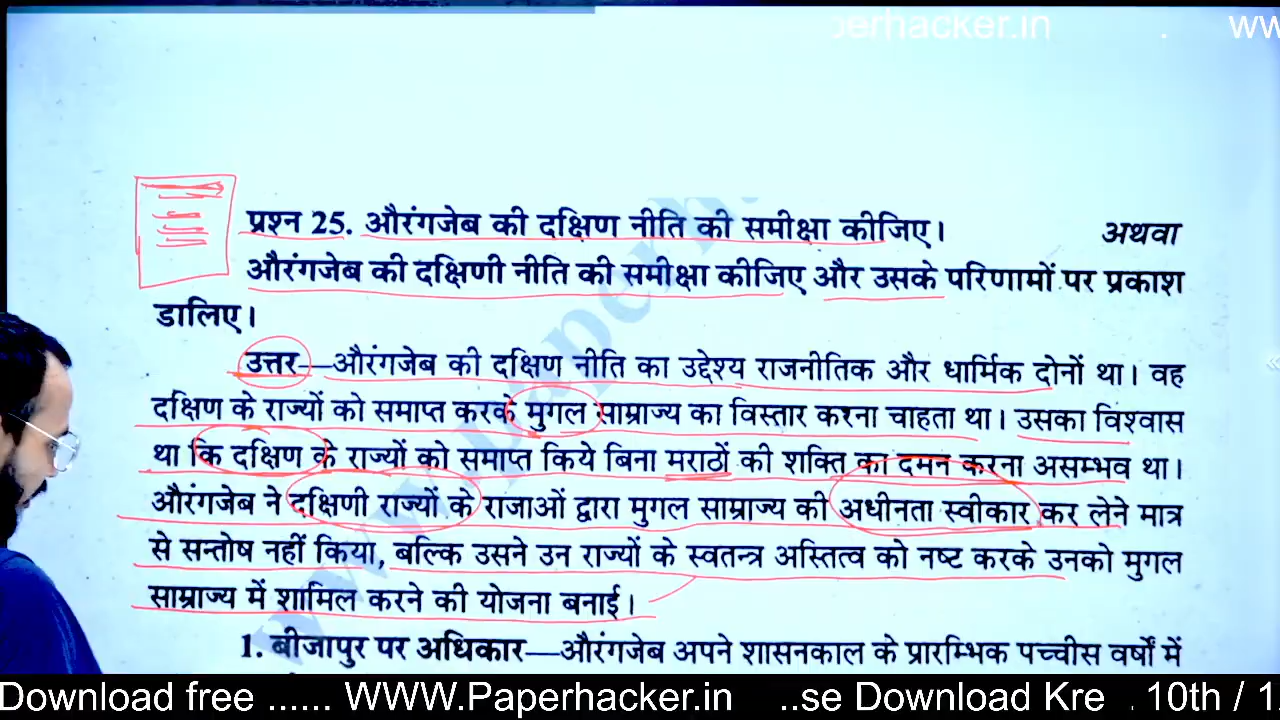 perhacker.in . ww
प्रश्न 25. औरंगजेब की दक्षिण नीति की समीक्षा कीजिए। अथवा
औरंगजेब की दक्षिणी नीति की समीक्षा कीजिए और उसके परिणामों पर प्रकाश
डालिए।
उत्तर—औरंगजेब की दक्षिण नीति का उद्देश्य राजनीतिक और धार्मिक दोनों था। वह
दक्षिण के राज्यों को समाप्त करके मुगल साम्राज्य का विस्तार करना चाहता था। उसका विश्वास
था कि दक्षिण के राज्यों को समाप्त किये बिना मराठों की शक्ति का दमन करना असम्भव था।
औरंगजेब ने दक्षिणी राज्यों के राजाओं द्वारा मुगल साम्राज्य की अधीनता स्वीकार कर लेने मात्र
से सन्तोष नहीं किया, बल्कि उसने उन राज्यों के स्वतन्त्र अस्तित्व को नष्ट करके उनको मुगल
साम्राज्य में शामिल करने की योजना बनाई।
1. बीजापुर पर अधिकार—औरंगजेब अपने शासनकाल के प्रारम्भिक पच्चीस वर्षों में
Download free ...... WWW.Paperhacker.in ..se Download Kre . 10th / 1